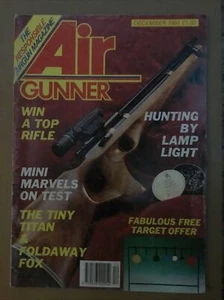 THE
RESPONSIBLE
AIRGUN MAGAZINE
Air
GUNNER
WIN
A TOP
RIFLE
HUNTING
BY
LAMP
LIGHT
MINI
MARVELS
ON TEST
THE TINY
TITAN
&
FOLDAWAY
FOX
FABULOUS FREE
TARGET OFFER